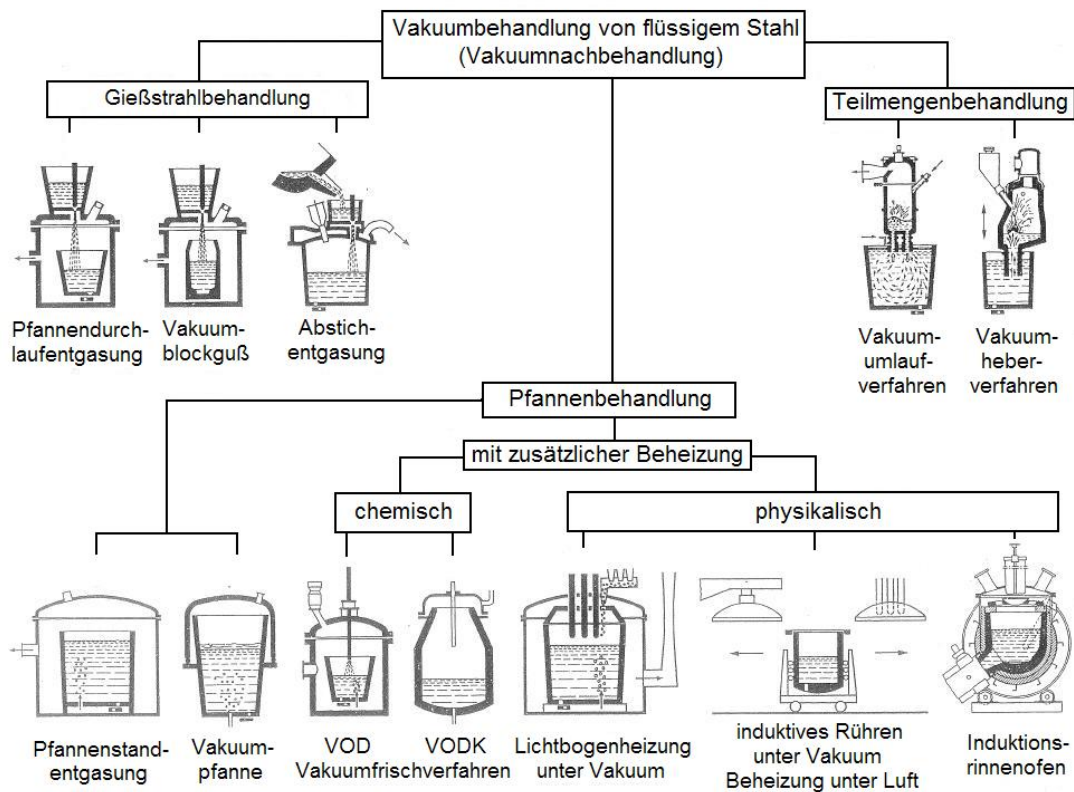 Vakuumbehandlung von flüssigem Stahl
(Vakuumnachbehandlung)
Gießstrahlbehandlung
Teilmengenbehandlung
Pfannendurch-
laufentgasung
Vakuum-
blockguß
Abstich-
entgasung
Vakuum-
umlauf-
verfahren
Vakuum-
heber-
verfahren
Pfannenbehandlung
mit zusätzlicher Beheizung
chemisch
physikalisch
Pfannenstand-
entgasung
Vakuum-
pfanne
VOD
VODK
Vakuumfrischverfahren
Lichtbogenheizung
unter Vakuum
induktives Rühren
unter Vakuum
Beheizung unter Luft
Induktions-
rinnenofen